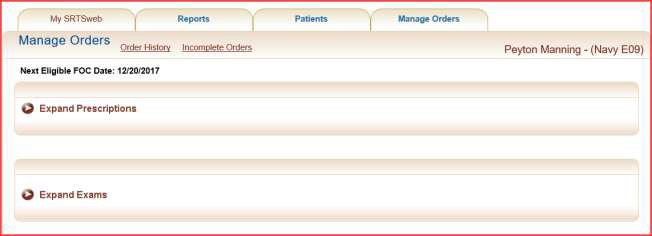 My SRTSweb Reports Patients Manage Orders
Manage Orders Order History Incomplete Orders Peyton Manning - (Navy E09)
Next Eligible FOC Date: 12/20/2017
Expand Prescriptions
Expand Exams